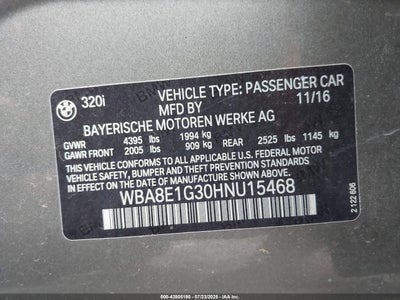 BMW
320i
VEHICLE TYPE: PASSENGER CAR
MFD BY 11/16
BAYERISCHE MOTOREN WERKE AG
GVWR 4395 lbs 1994 kg
GAWR FRONT 2005 lbs 909 kg REAR 2525 lbs 1145 kg
THIS VEHICLE CONFORMS TO ALL APPLICABLE U.S. FEDERAL MOTOR
VEHICLE SAFETY, BUMPER, AND THEFT PREVENTION STANDARDS
IN EFFECT ON THE DATE OF MANUFACTURE SHOWN ABOVE.
WBA8E1G30HNU15468
2 122 606
000-42805190 - 07/23/2025 - IAA, Inc.